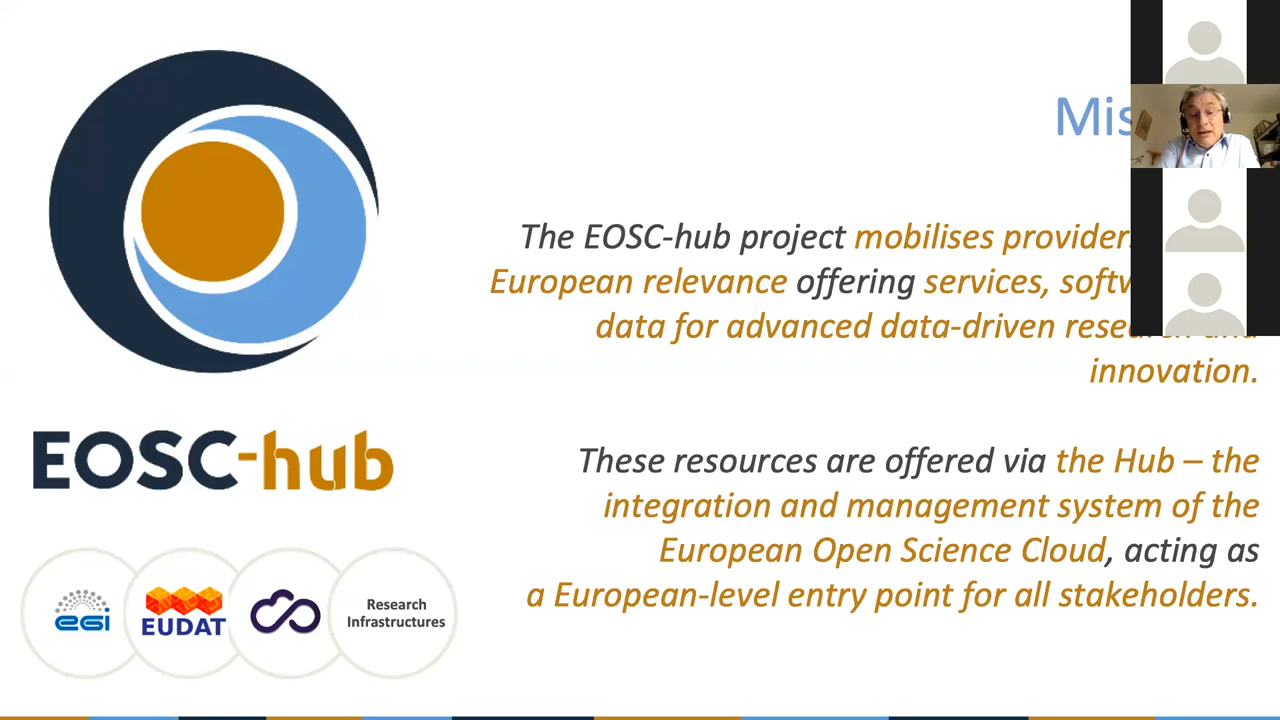 Mis
The EOSC-hub project mobilises provider
European relevance offering services, softw
data for advanced data-driven research and
innovation.
These resources are offered via the Hub – the
integration and management system of the
European Open Science Cloud, acting as
a European-level entry point for all stakeholders.
EOSC-hub
egi
EUDAT
Research
Infrastructures